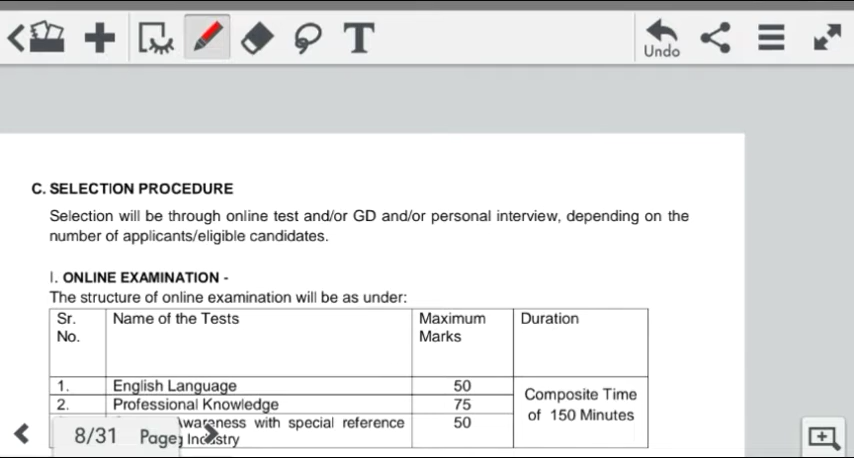 T
Undo
C. SELECTION PROCEDURE
Selection will be through online test and/or GD and/or personal interview, depending on the
number of applicants/eligible candidates.
I. ONLINE EXAMINATION -
The structure of online examination will be as under:
Sr. No. Name of the Tests Maximum Marks Duration
1. English Language 50 Composite Time of 150 Minutes
2. Professional Knowledge 75
with special reference 50
8/31 Page